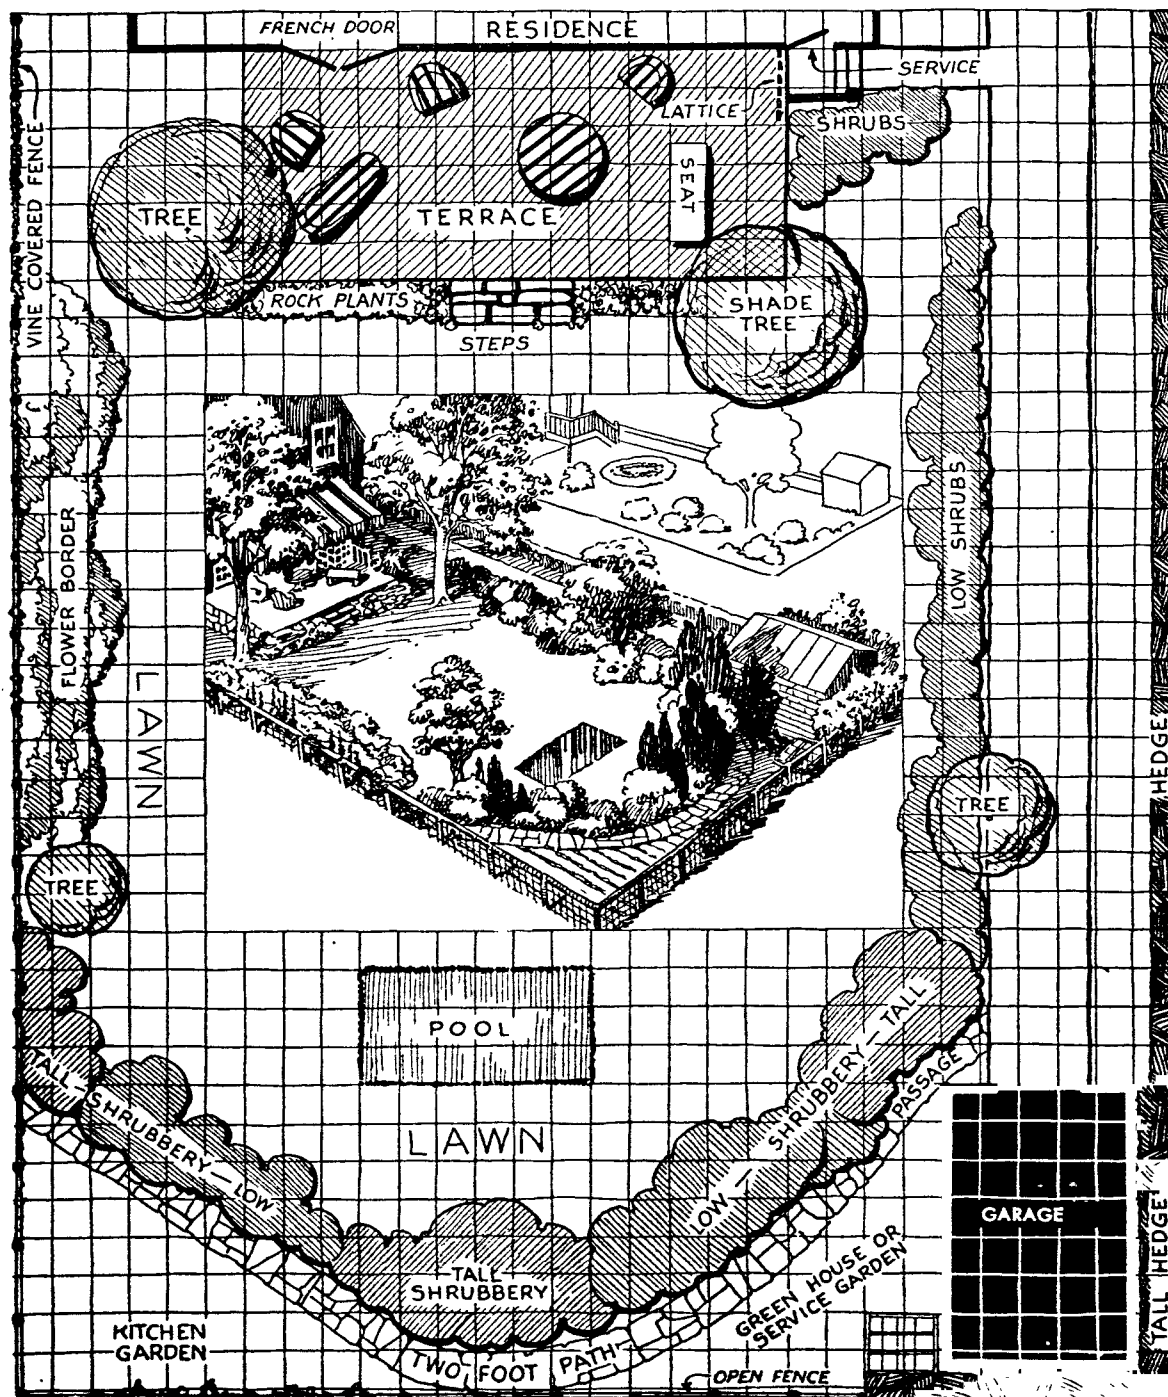 FRENCH DOOR
RESIDENCE
SERVICE
LATTICE
SHRUBS
VINE COVERED FENCE
TREE
TERRACE
SEAT
ROCK PLANTS
STEPS
SHADE
TREE
FLOWER BORDER
LAWN
LOW SHRUBS
HEDGE
TREE
TREE
POOL
LAWN
TALL SHRUBBERY—LOW
LOW—SHRUBBERY—TALL
PASSAGE
GARAGE
TALL HEDGE
TALL
SHRUBBERY
GREEN HOUSE OR
SERVICE GARDEN
KITCHEN
GARDEN
TWO FOOT PATH
OPEN FENCE